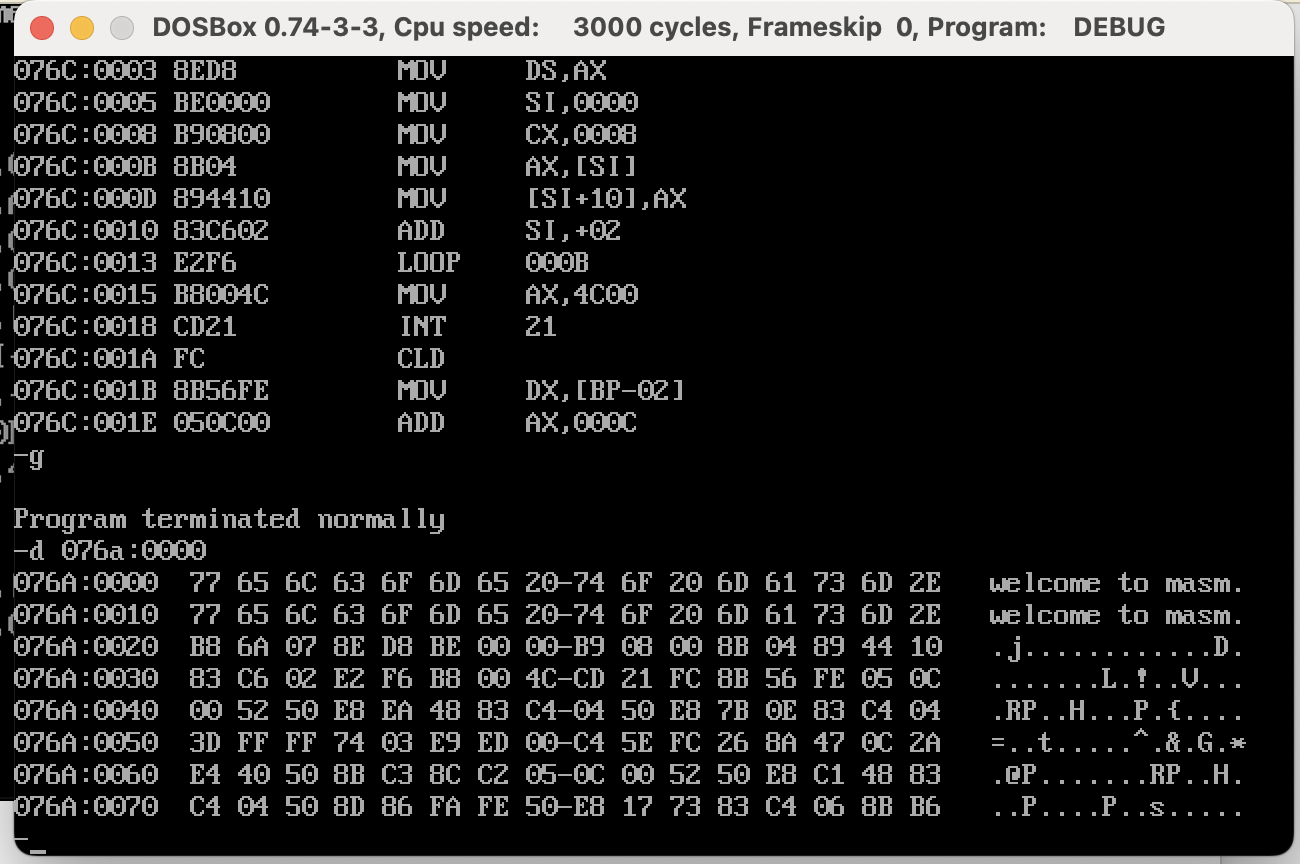 DOSBox 0.74-3-3, Cpu speed:    3000 cycles, Frameskip  0, Program:   DEBUG
076C:0003 8ED8          MOV     DS,AX
076C:0005 BE0000        MOV     SI,0000
076C:0008 B90800        MOV     CX,0008
076C:000B 8B04          MOV     AX,[SI]
076C:000D 894410        MOV     [SI+10],AX
076C:0010 83C602        ADD     SI,+02
076C:0013 E2F6          LOOP    000B
076C:0015 B8004C        MOV     AX,4C00
076C:0018 CD21          INT     21
076C:001A FC            CLD
076C:001B 8B56FE        MOV     DX,[BP-02]
076C:001E 050C00        ADD     AX,000C
-g
Program terminated normally
-d 076a:0000
076A:0000  77 65 6C 63 6F 6D 65 20-74 6F 20 6D 61 73 6D 2E   welcome to masm.
076A:0010  77 65 6C 63 6F 6D 65 20-74 6F 20 6D 61 73 6D 2E   welcome to masm.
076A:0020  B8 6A 07 8E D8 BE 00 00-B9 08 00 8B 04 89 44 10   .j............D.
076A:0030  83 C6 02 E2 F6 B8 00 4C-CD 21 FC 8B 56 FE 05 0C   .......L.!..V...
076A:0040  00 52 50 E8 EA 48 83 C4-04 50 E8 7B 0E 83 C4 04   .RP..H...P.{....
076A:0050  3D FF FF 74 03 E9 ED 00-C4 5E FC 26 8A 47 0C 2A   =..t.....^.&.G.*
076A:0060  E4 40 50 8B C3 8C C2 05-0C 00 52 50 E8 C1 48 83   .@P.......RP..H.
076A:0070  C4 04 50 8D 86 FA FE 50-E8 17 73 83 C4 06 8B B6   ..P....P..s.....
-_